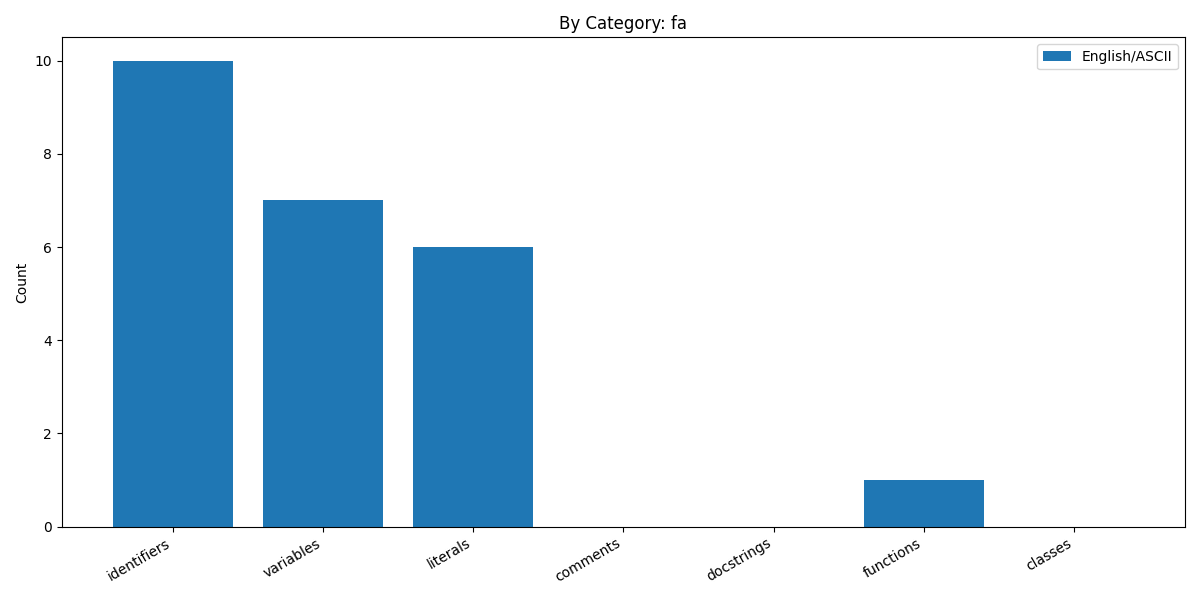 By Category: fa
English/ASCII
Count
10
8
6
4
2
0
identifiers
variables
literals
comments
docstrings
functions
classes